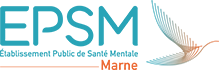 EPSM
Établissement Public de Santé Mentale
Marne